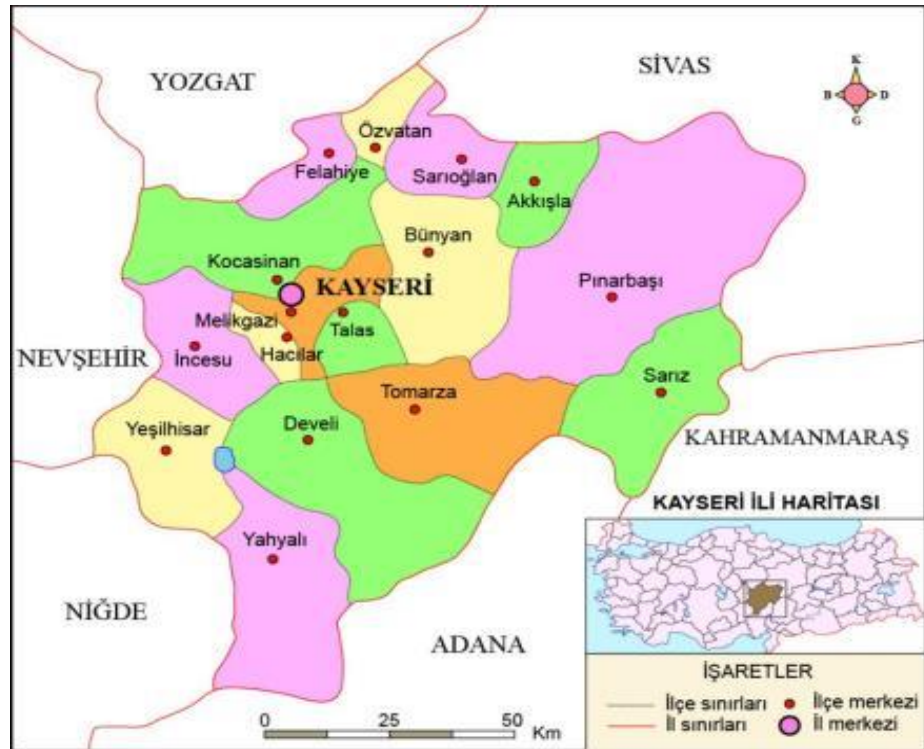 YOZGAT
SİVAS
K
B D
G
Özvatan
Felahiye
Sarıoğlan
Akkışla
Bünyan
Kocasinan
KAYSERİ
Pınarbaşı
Melikgazi
Talas
Hacılar
NEVŞEHİR
İncesu
Sarız
Tomarza
Develi
Yeşilhisar
KAHRAMANMARAŞ
KAYSERİ İLİ HARİTASI
Yahyalı
NİĞDE
ADANA
İŞARETLER
İlçe sınırları
İlçe merkezi
İl sınırları
İl merkezi
0 25 50
Km